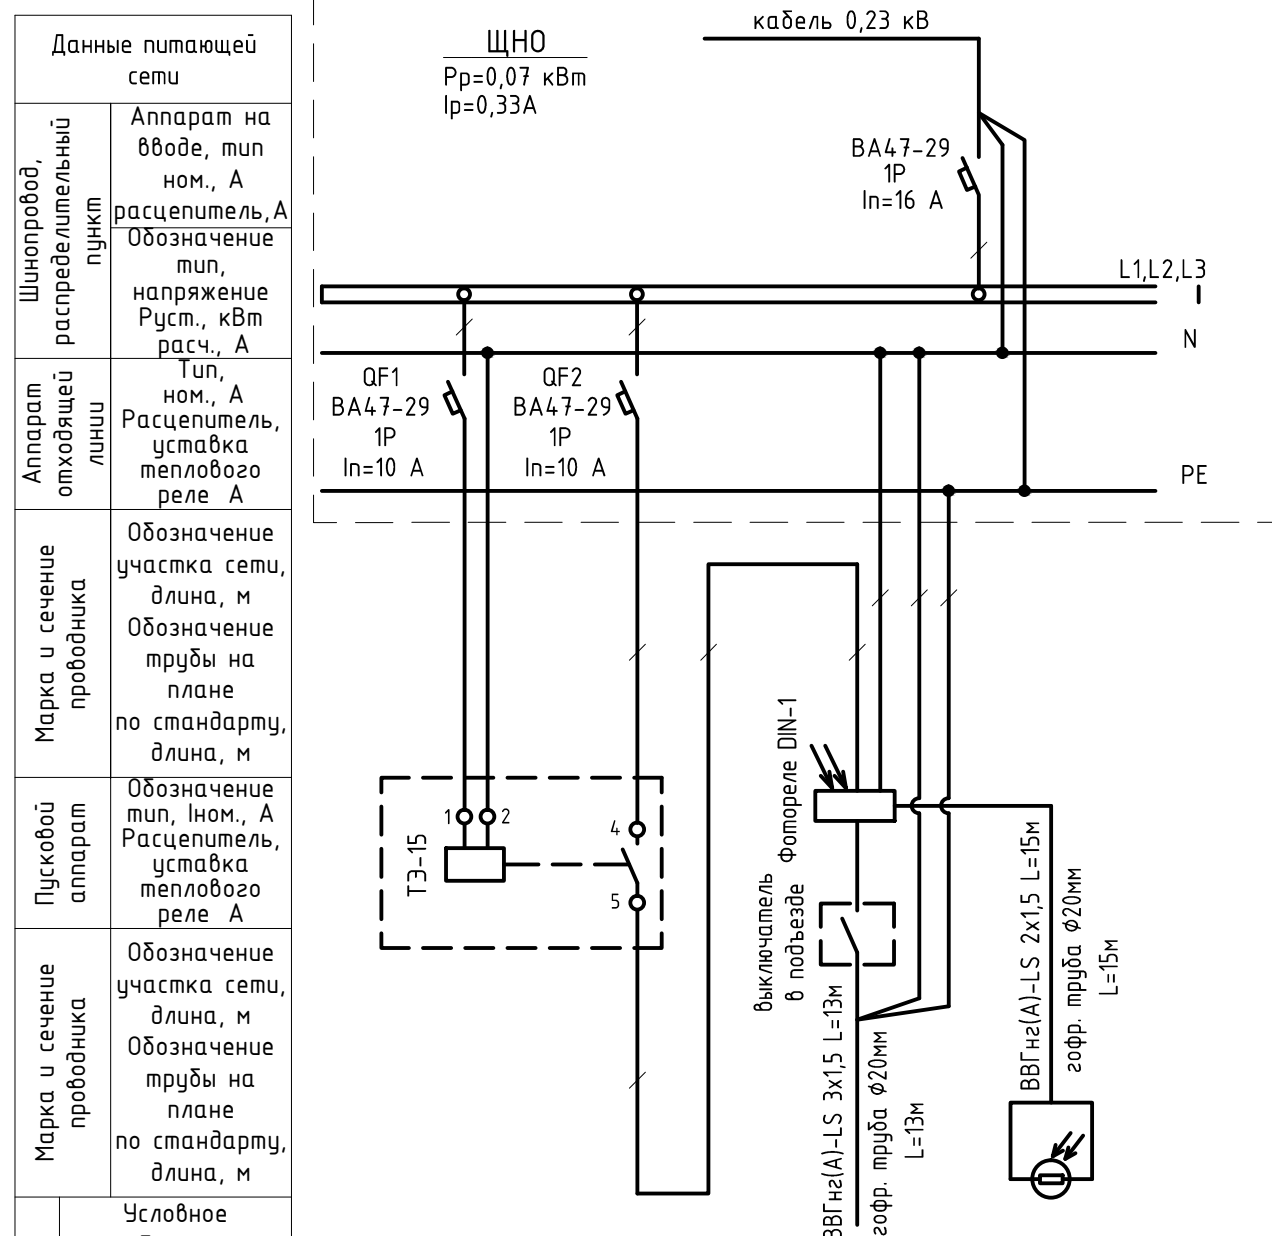 Данные питающей
сети
Шинопровод,
распределительный
пункт
Аппарат на
вводе, тип
ном., А
расцепитель,А
Обозначение
тип,
напряжение
Руст., кВт
расч., А
Аппарат
отходящей
линии
Тип,
ном., А
Расцепитель,
уставка
теплового
реле А
Марка и сечение
проводника
Обозначение
участка сети,
длина, м
Обозначение
трубы на
плане
по стандарту,
длина, м
Пусковой
аппарат
Обозначение
тип, Iном., А
Расцепитель,
уставка
теплового
реле А
Марка и сечение
проводника
Обозначение
участка сети,
длина, м
Обозначение
трубы на
плане
по стандарту,
длина, м
Условное
ЩНО
Рр=0,07 кВт
Iр=0,33А
кабель 0,23 кВ
ВА47-29
1Р
In=16 А
L1,L2,L3
N
PE
QF1
ВА47-29
1Р
In=10 А
QF2
ВА47-29
1Р
In=10 А
ТЭ-15
1
2
4
5
Фотореле DIN-1
выключатель
в подъезде
ВВГнг(А)-LS 3х1,5 L=13м
гофр. труба ϕ20мм
L=13м
ВВГнг(А)-LS 2х1,5 L=15м
гофр. труба ϕ20мм
L=15м